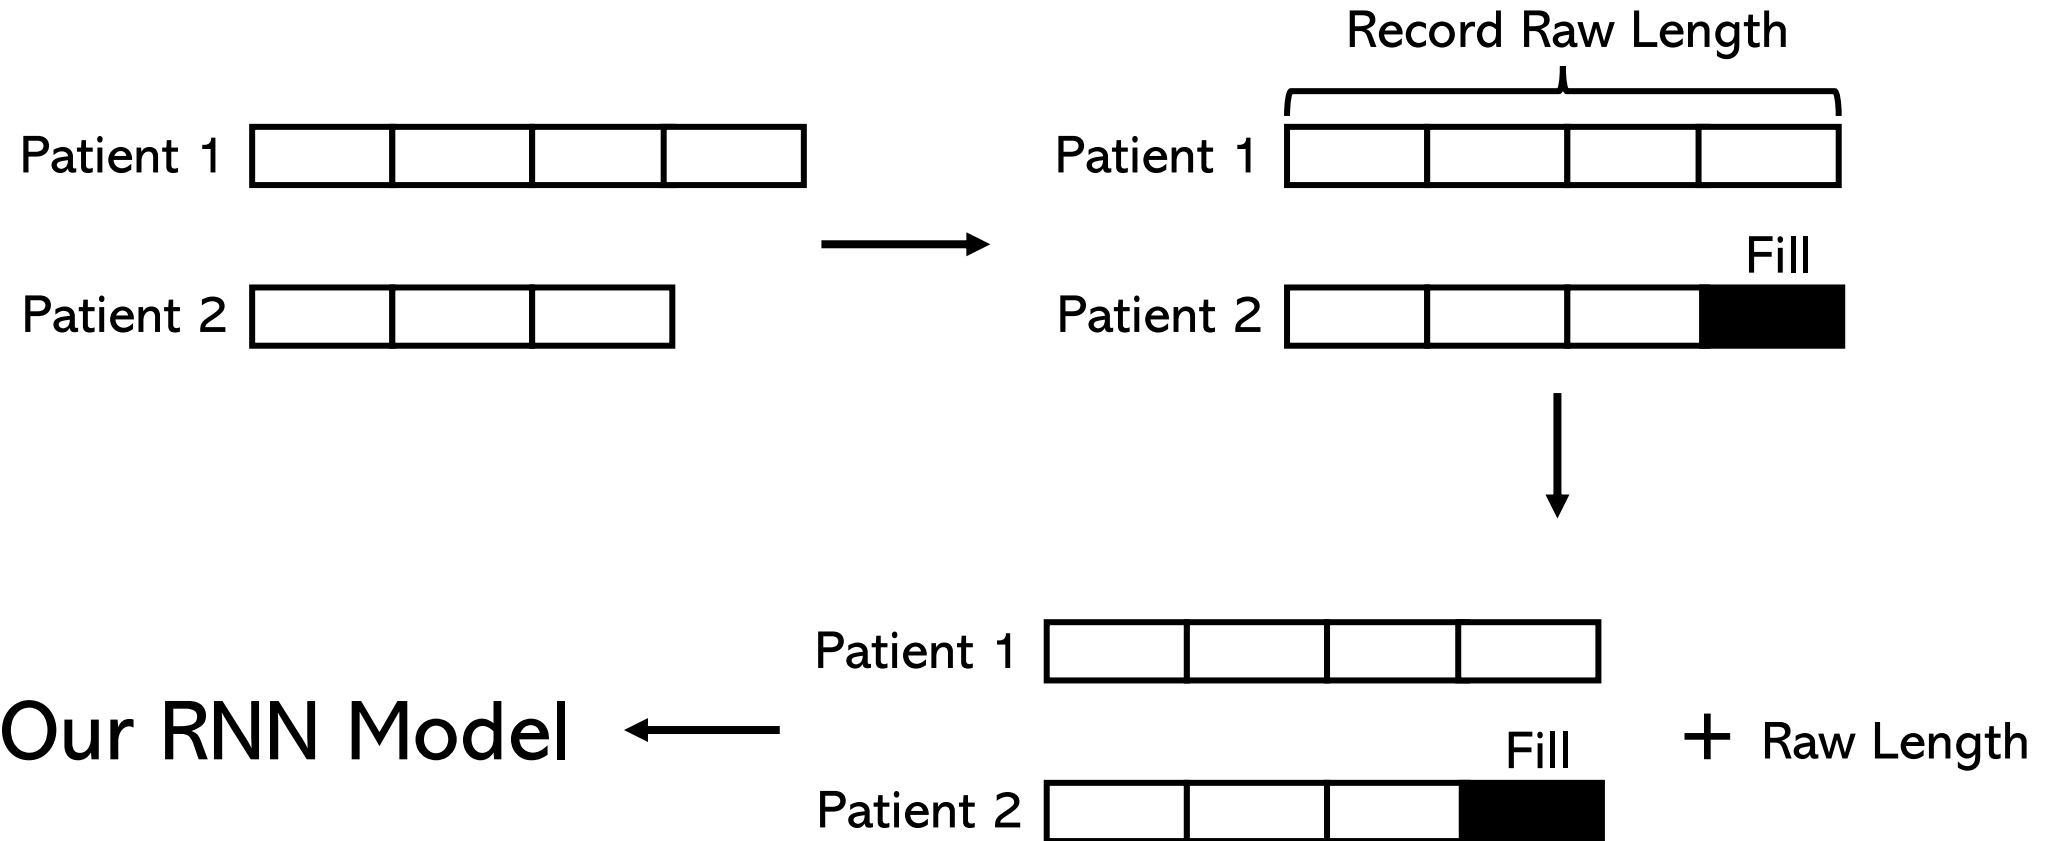 Record Raw Length
Patient 1
Patient 1
Fill
Patient 2
Patient 2
Patient 1
Our RNN Model
Fill
+ Raw Length
Patient 2